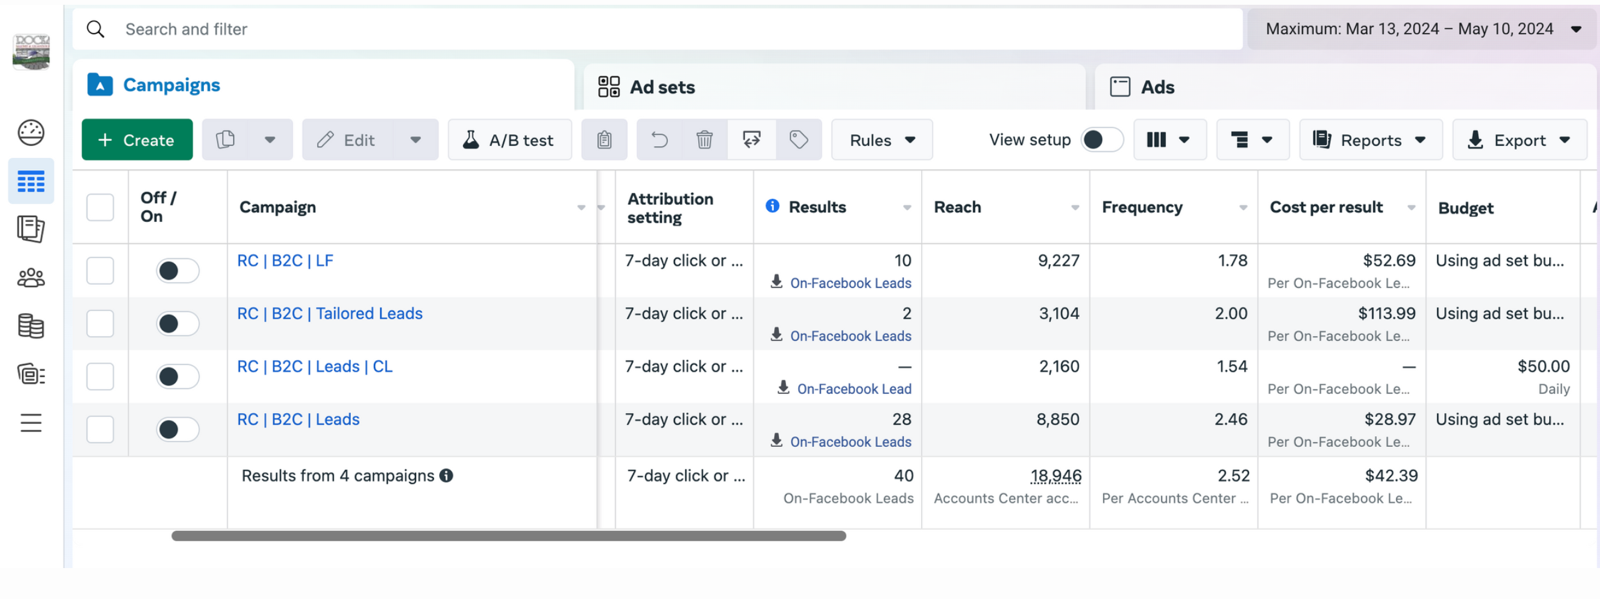 Search and filter
Maximum: Mar 13, 2024 – May 10, 2024
Campaigns
Ad sets
Ads
+ Create
Edit
A/B test
Rules
View setup
Reports
Export
Off /
On
Campaign
Attribution
setting
Results
Reach
Frequency
Cost per result
Budget
RC | B2C | LF
7-day click or ...
10
On-Facebook Leads
9,227
1.78
$52.69
Per On-Facebook Le...
Using ad set bu...
RC | B2C | Tailored Leads
7-day click or ...
2
On-Facebook Leads
3,104
2.00
$113.99
Per On-Facebook Le...
Using ad set bu...
RC | B2C | Leads | CL
7-day click or ...
—
On-Facebook Lead
2,160
1.54
—
Per On-Facebook Le...
$50.00
Daily
RC | B2C | Leads
7-day click or ...
28
On-Facebook Leads
8,850
2.46
$28.97
Per On-Facebook Le...
Using ad set bu...
Results from 4 campaigns
7-day click or ...
40
On-Facebook Leads
18,946
Accounts Center acc...
2.52
Per Accounts Center ...
$42.39
Per On-Facebook Le...